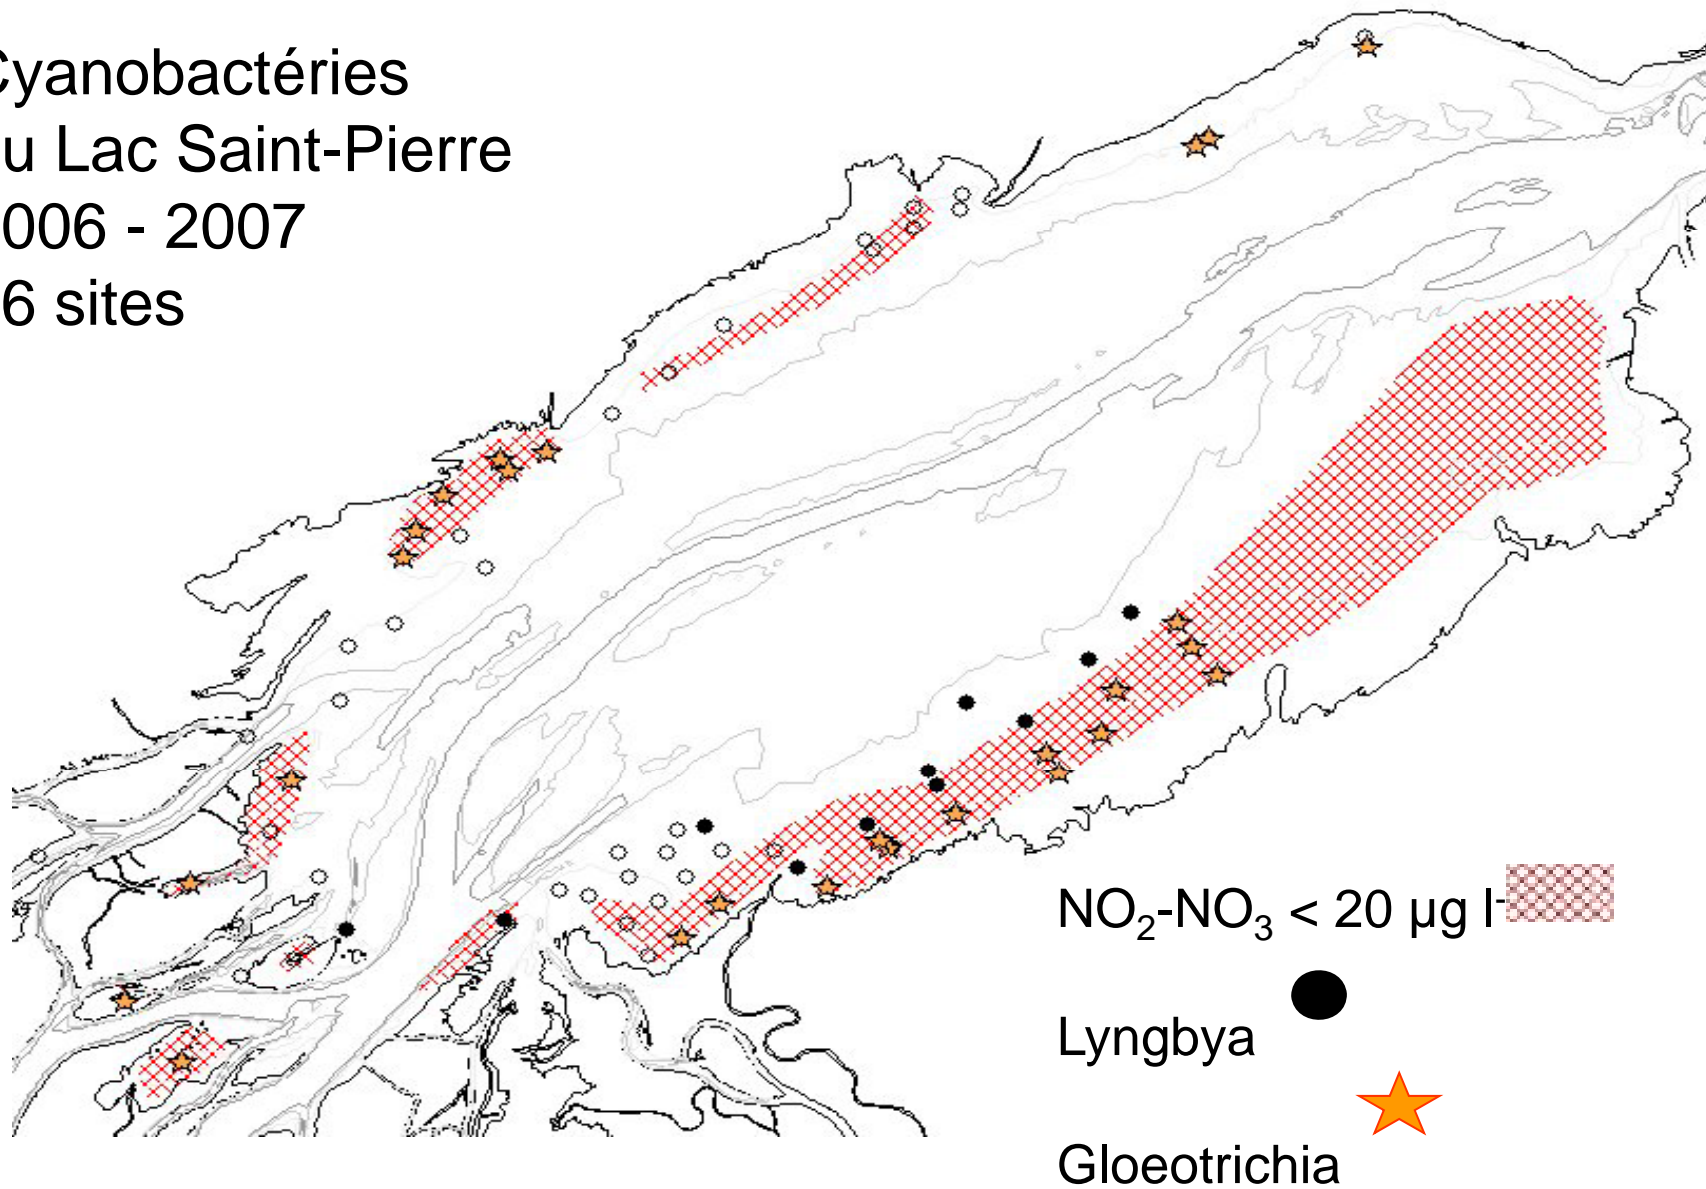 Cyanobactéries
u Lac Saint-Pierre
006 - 2007
6 sites
NO₂-NO₃ < 20 µg l-
Lyngbya
Gloeotrichia